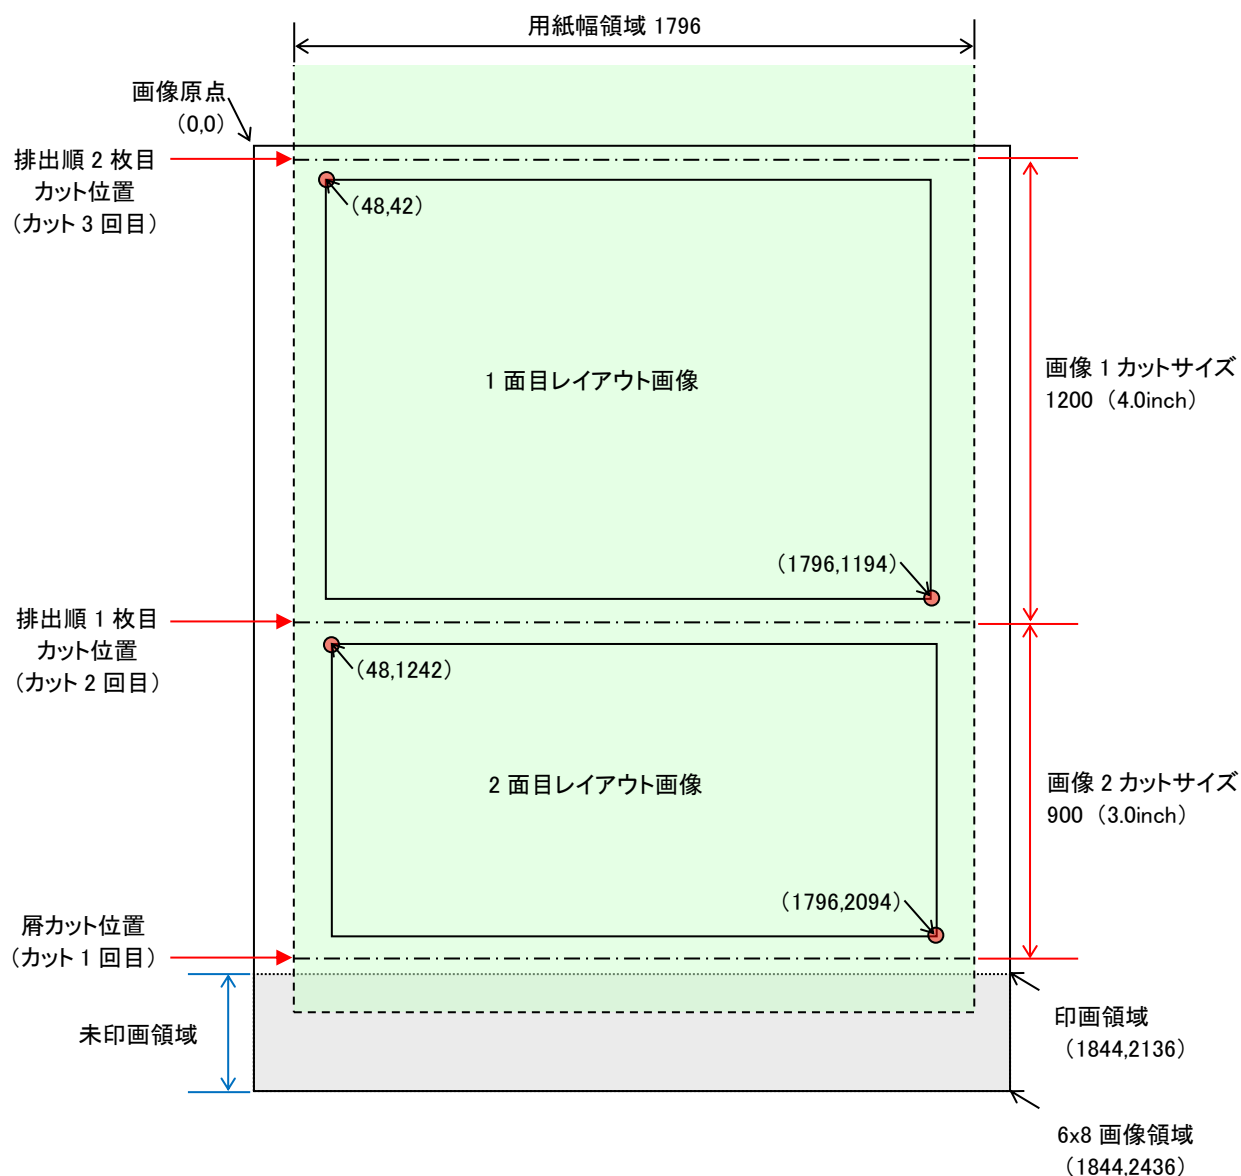 用紙幅領域 1796
画像原点
(0,0)
排出順 2 枚目
カット位置
(カット 3 回目)
(48,42)
1 面目レイアウト画像
画像 1 カットサイズ
1200 (4.0inch)
(1796,1194)
排出順 1 枚目
カット位置
(カット 2 回目)
(48,1242)
2 面目レイアウト画像
画像 2 カットサイズ
900 (3.0inch)
(1796,2094)
屑カット位置
(カット 1 回目)
未印画領域
印画領域
(1844,2136)
6x8 画像領域
(1844,2436)